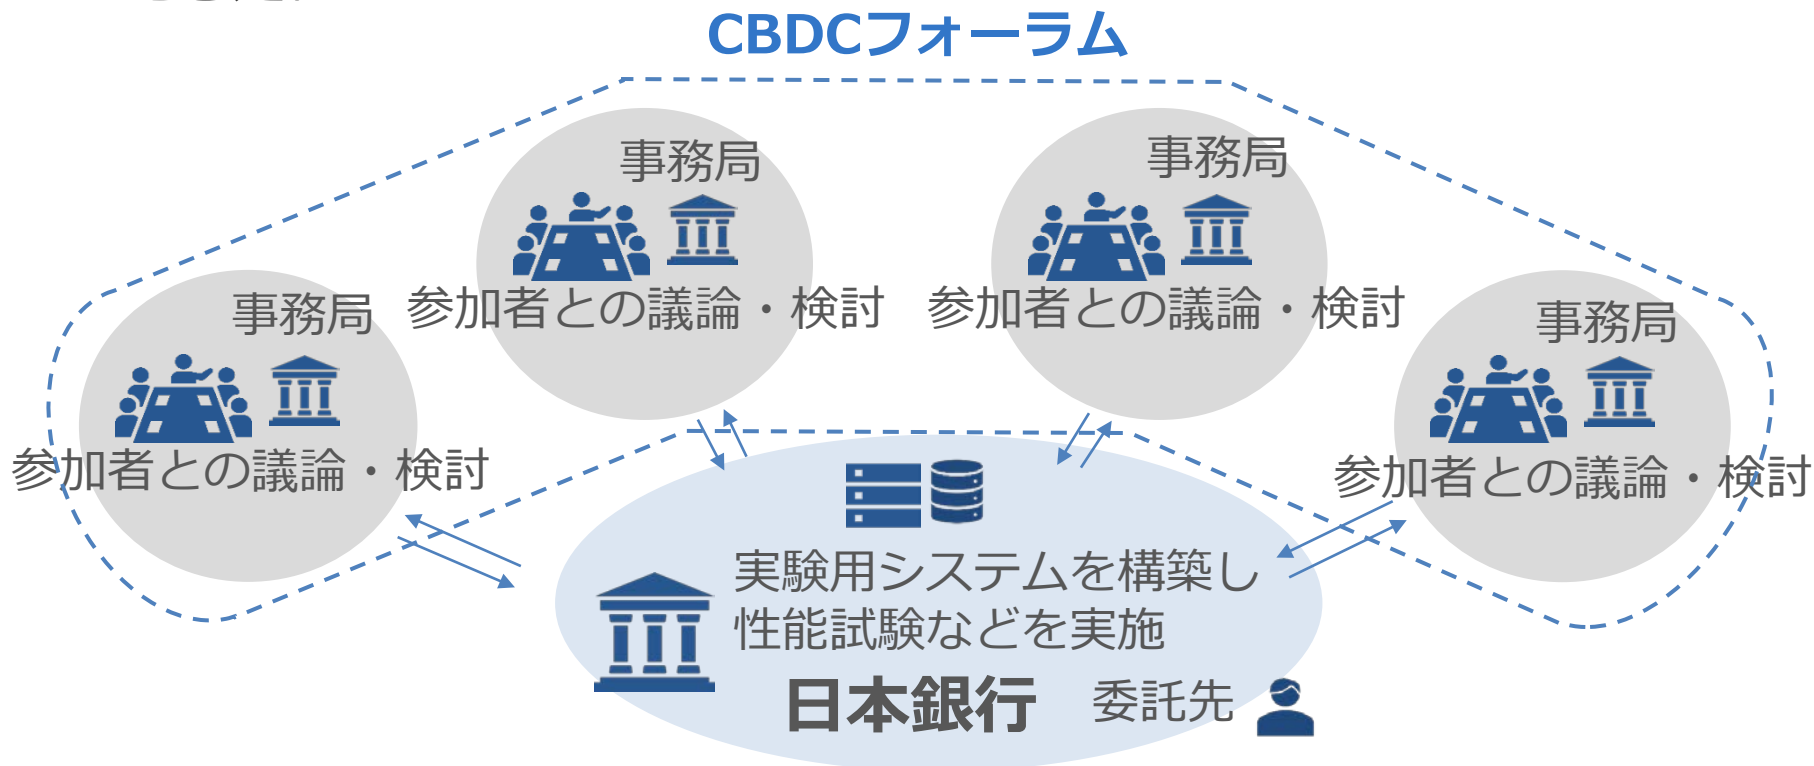 CBDCフォーラム
事務局
参加者との議論・検討
事務局
参加者との議論・検討
事務局
参加者との議論・検討
事務局
参加者との議論・検討
実験用システムを構築し
性能試験などを実施
日本銀行 委託先